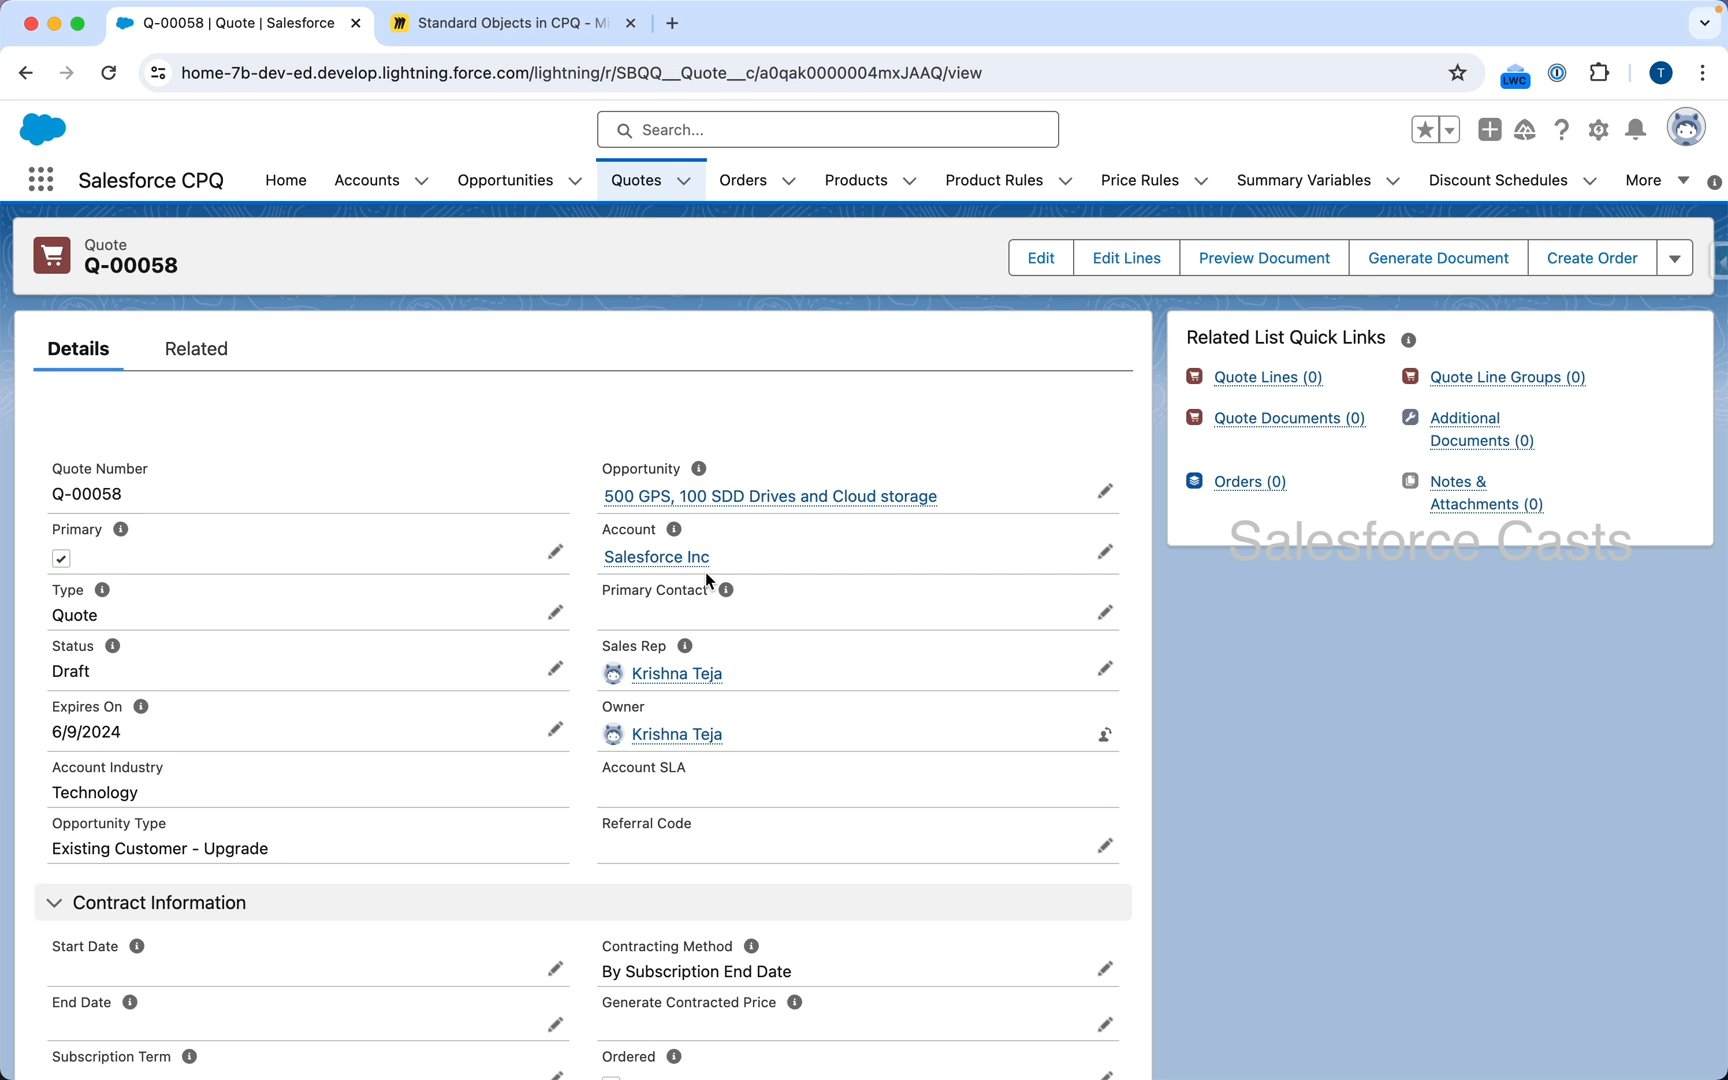 Q-00058 | Quote | Salesforce
Standard Objects in CPQ - Mi
home-7b-dev-ed.develop.lightning.force.com/lightning/r/SBQQ__Quote__c/a0qak0000004mxJAAQ/view
LWC
T
Search...
Salesforce CPQ
Home
Accounts
Opportunities
Quotes
Orders
Products
Product Rules
Price Rules
Summary Variables
Discount Schedules
More
Quote
Q-00058
Edit
Edit Lines
Preview Document
Generate Document
Create Order
Details
Related
Quote Number
Q-00058
Opportunity
500 GPS, 100 SDD Drives and Cloud storage
Primary
Account
Salesforce Inc
Type
Quote
Primary Contact
Status
Draft
Sales Rep
Krishna Teja
Expires On
6/9/2024
Owner
Krishna Teja
Account Industry
Technology
Account SLA
Opportunity Type
Existing Customer - Upgrade
Referral Code
Contract Information
Start Date
Contracting Method
By Subscription End Date
End Date
Generate Contracted Price
Subscription Term
Ordered
Related List Quick Links
Quote Lines (0)
Quote Line Groups (0)
Quote Documents (0)
Additional
Documents (0)
Orders (0)
Notes &
Attachments (0)
Salesforce Casts